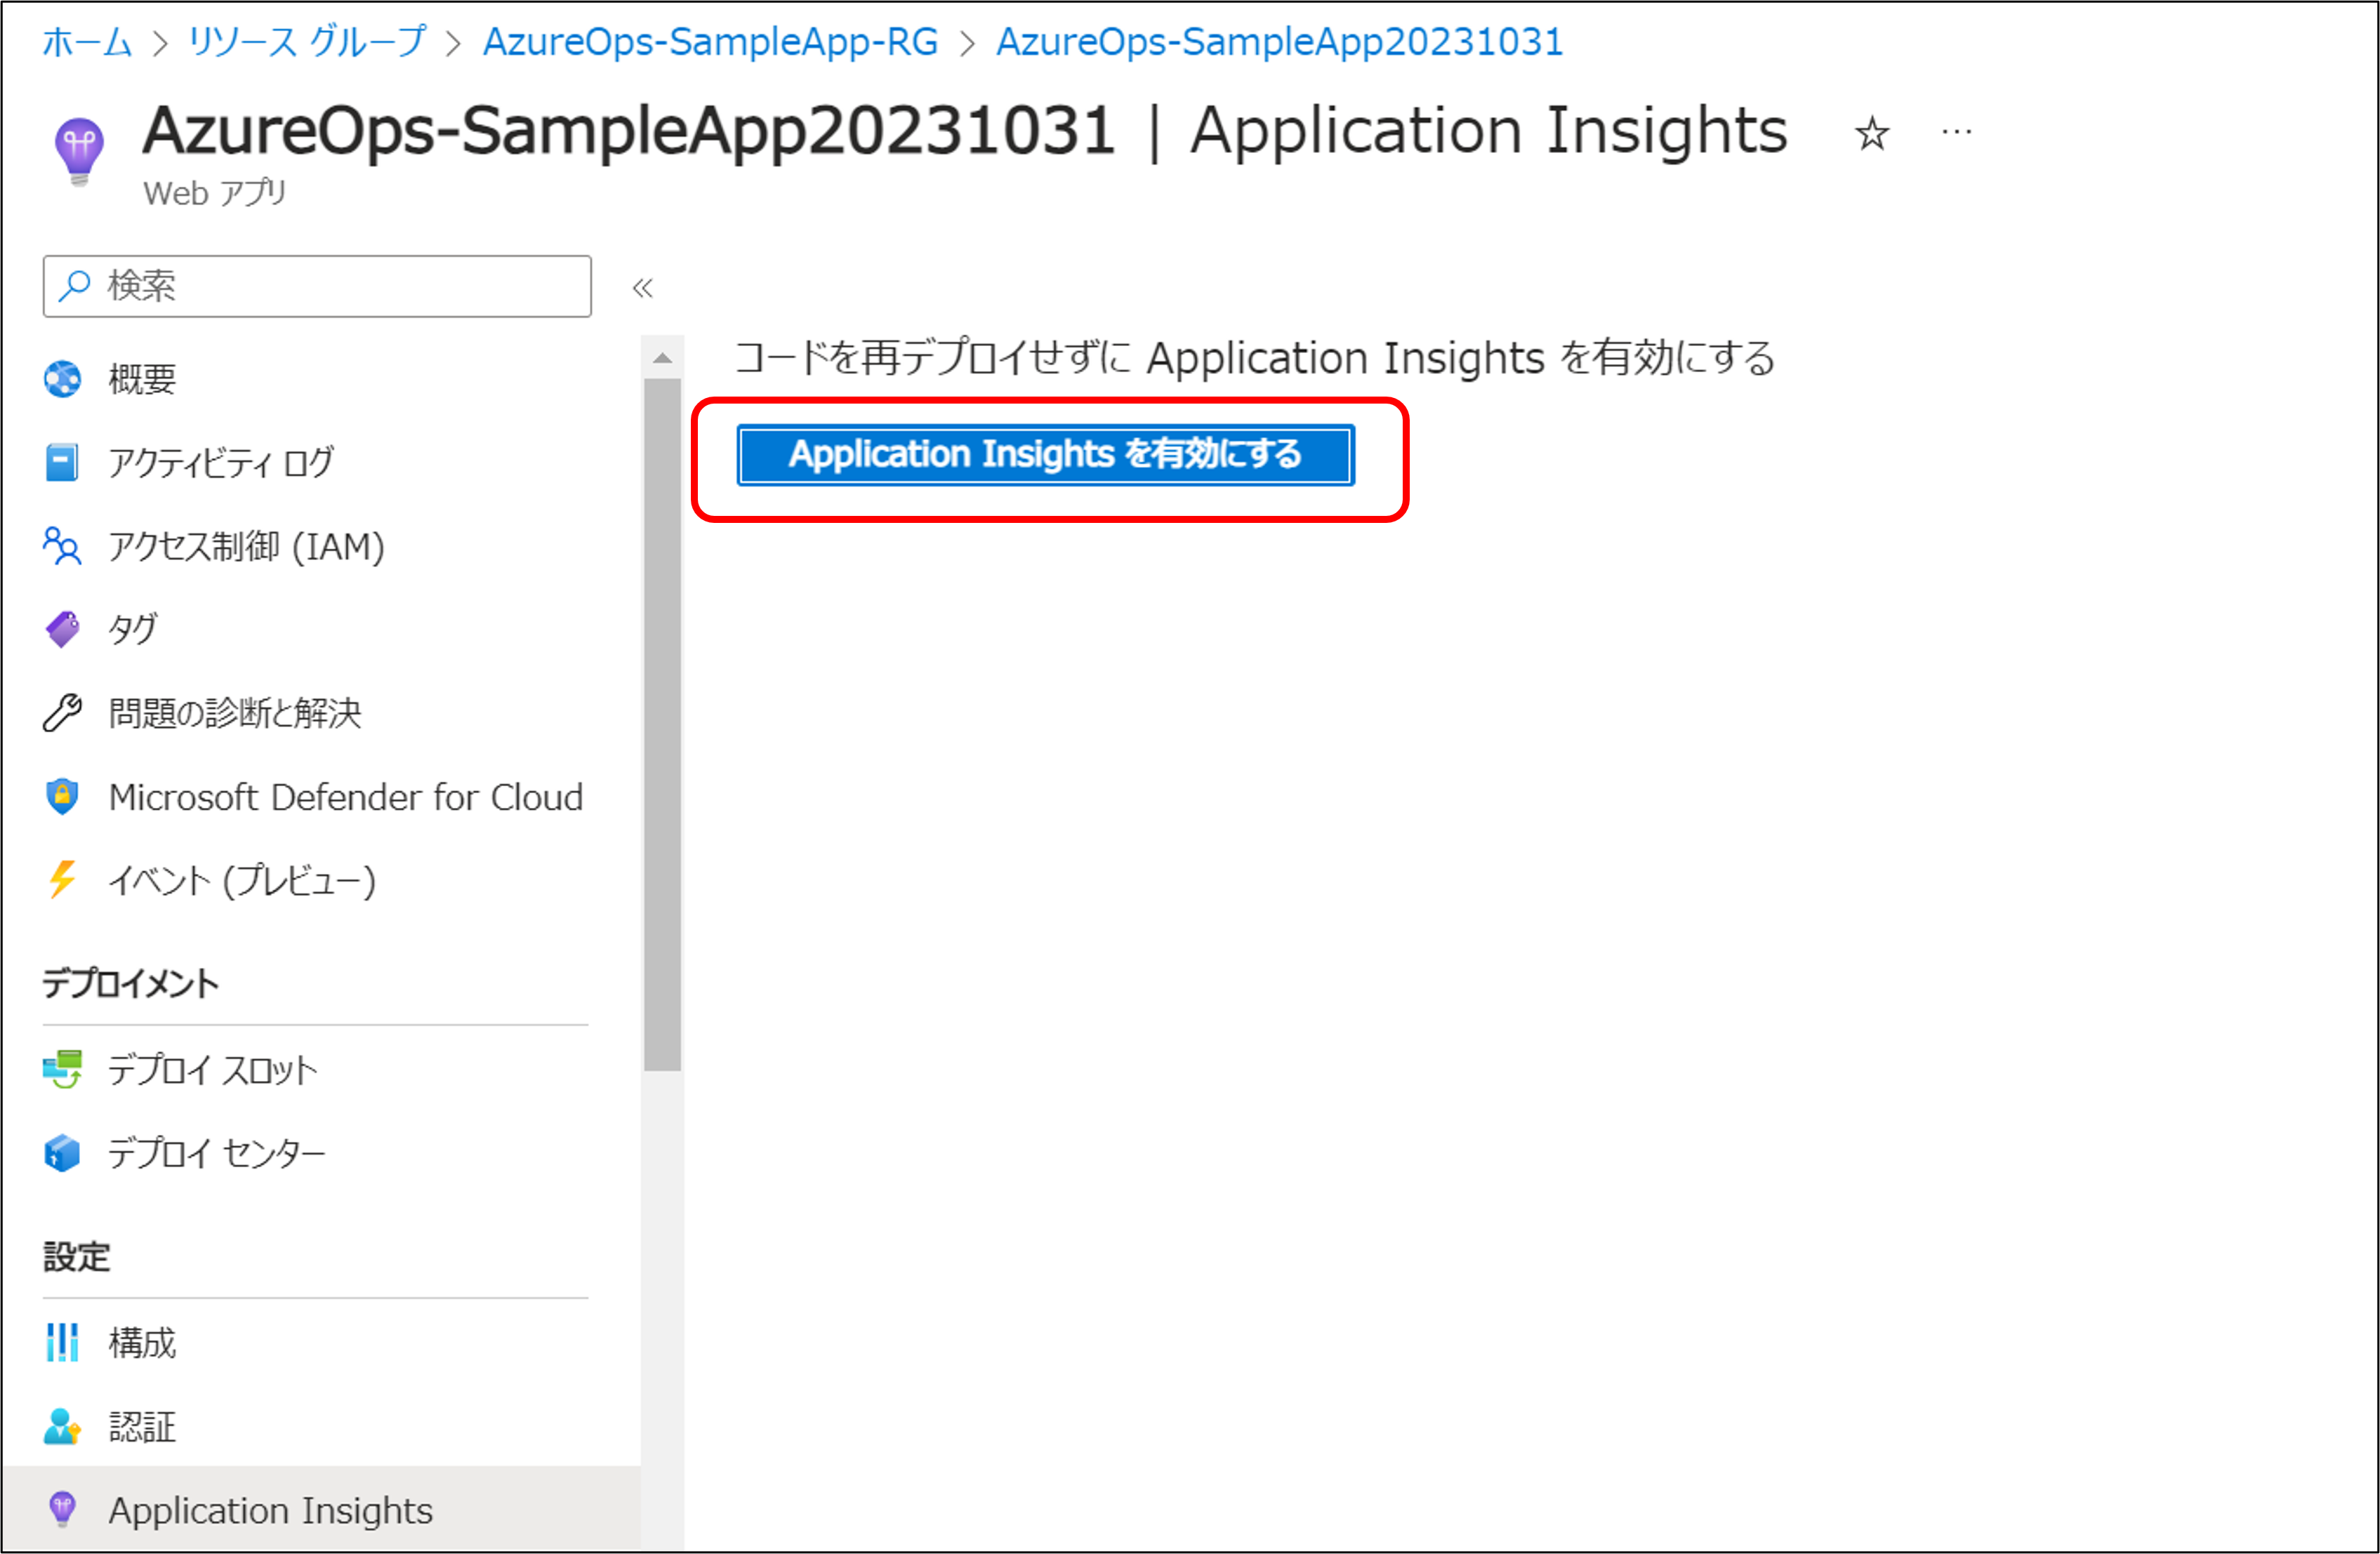 ホーム > リソース グループ > AzureOps-SampleApp-RG > AzureOps-SampleApp20231031
AzureOps-SampleApp20231031 | Application Insights ☆ …
Web アプリ
検索 «
コードを再デプロイせずに Application Insights を有効にする
Application Insights を有効にする
概要
アクティビティ ログ
アクセス制御 (IAM)
タグ
問題の診断と解決
Microsoft Defender for Cloud
イベント (プレビュー)
デプロイメント
デプロイ スロット
デプロイ センター
設定
構成
認証
Application Insights